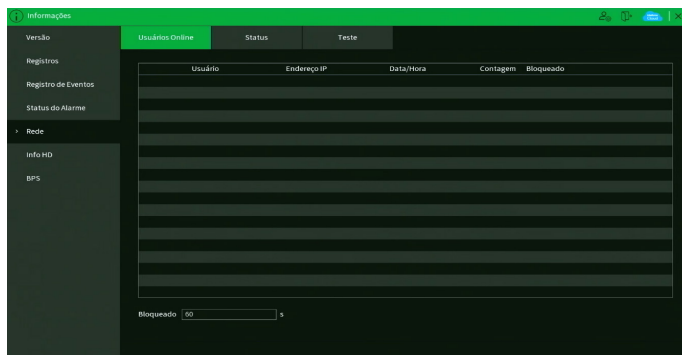 Informações
Versão
Usuários Online Status Teste
Registros
Usuário Endereço IP Data/Hora Contagem Bloqueado
Registro de Eventos
Status do Alarme
Rede
Info HD
BPS
Bloqueado 60 s